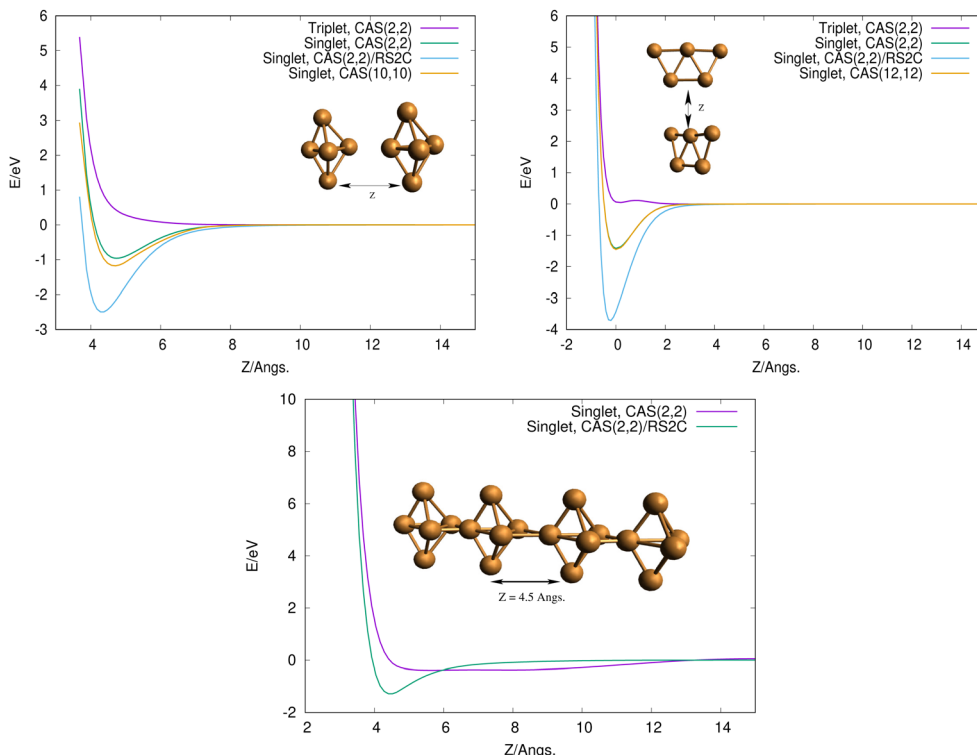 Triplet, CAS(2,2)
Singlet, CAS(2,2)
Singlet, CAS(2,2)/RS2C
Singlet, CAS(10,10)
6
5
4
3
2
1
0
-1
-2
-3
E/eV
z
4 6 8 10 12 14
Z/Angs.
Triplet, CAS(2,2)
Singlet, CAS(2,2)
Singlet, CAS(2,2)/RS2C
Singlet, CAS(12,12)
6
5
4
3
2
1
0
-1
-2
-3
-4
E/eV
z
-2 0 2 4 6 8 10 12 14
Z/Angs.
Singlet, CAS(2,2)
Singlet, CAS(2,2)/RS2C
10
8
6
4
2
0
-2
E/eV
Z = 4.5 Angs.
2 4 6 8 10 12 14
Z/Angs.